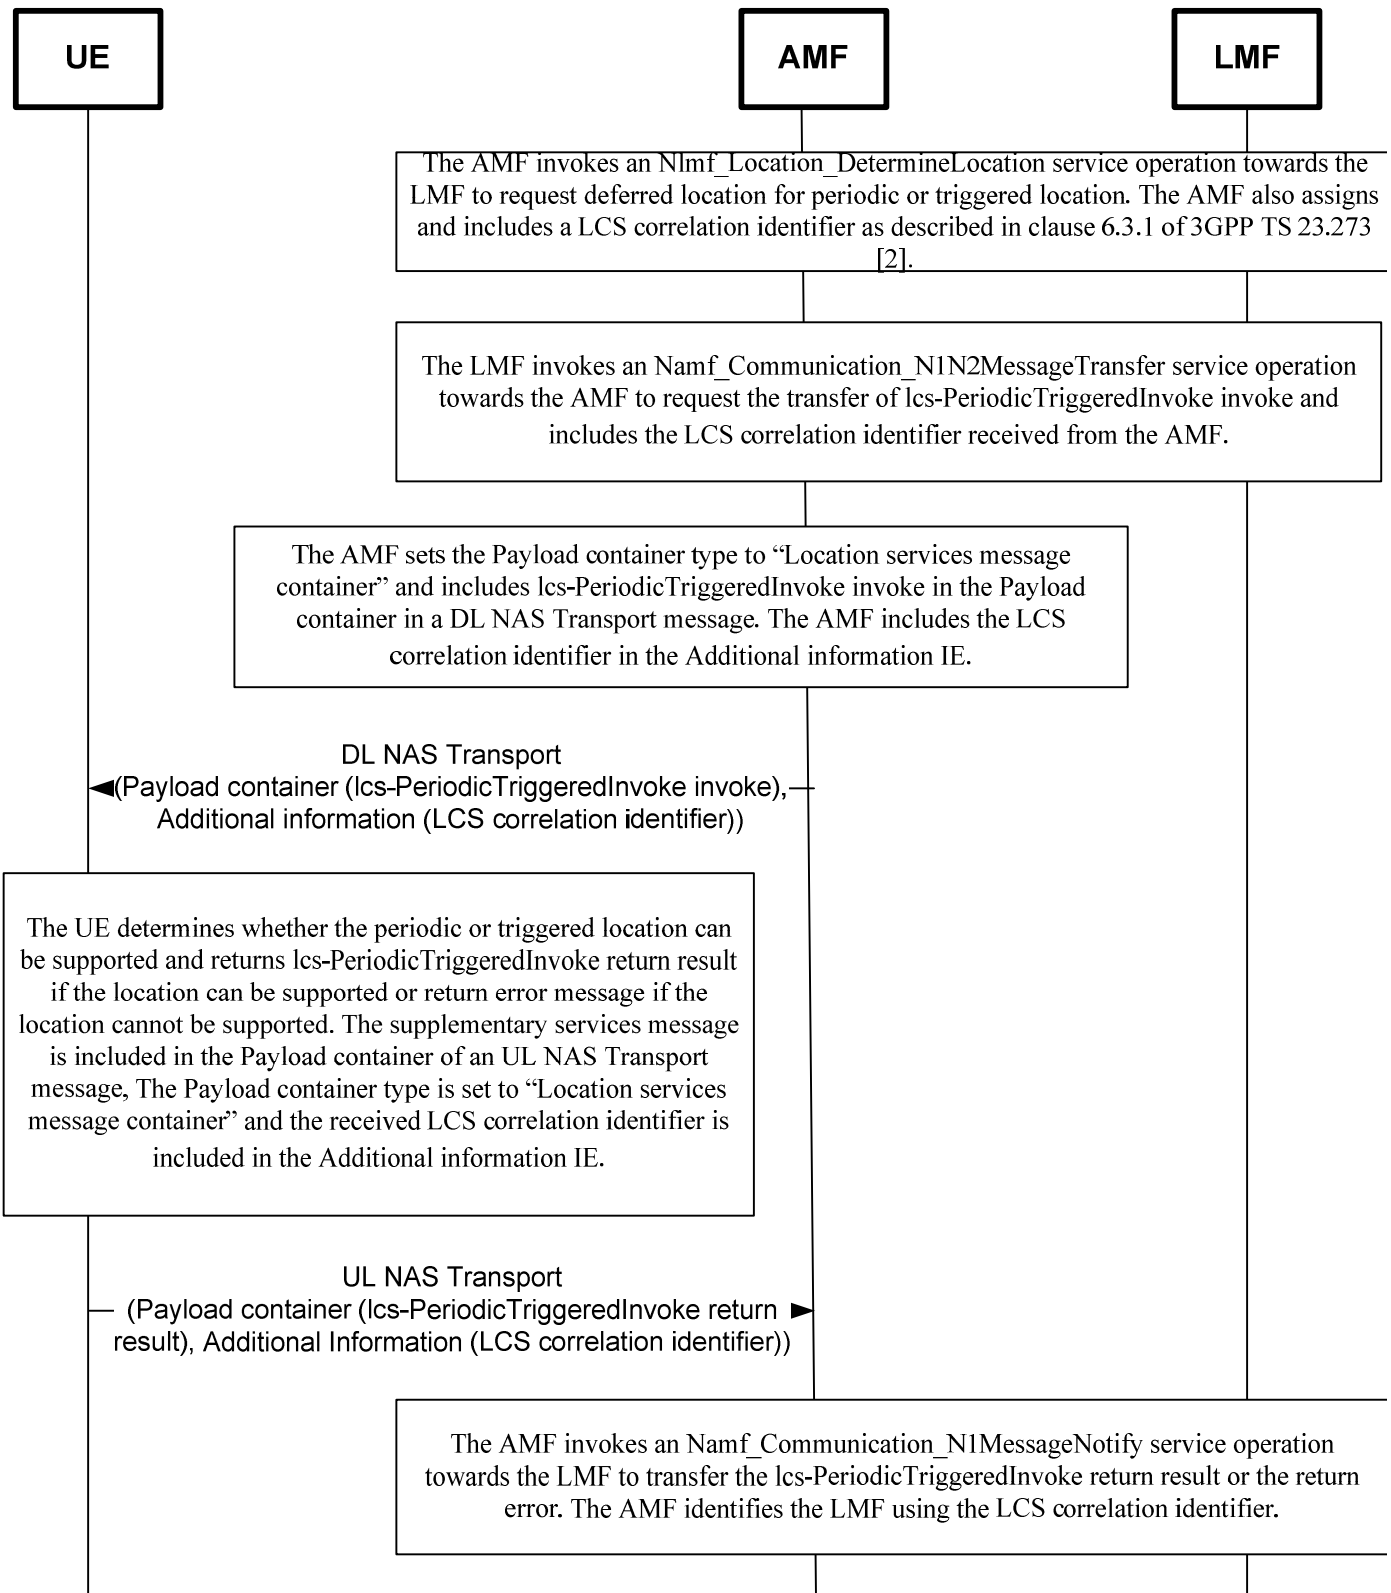 UE
AMF
LMF
The AMF invokes an Nlmf_Location_DetermineLocation service operation towards the
LMF to request deferred location for periodic or triggered location. The AMF also assigns
and includes a LCS correlation identifier as described in clause 6.3.1 of 3GPP TS 23.273
[2].
The LMF invokes an Namf_Communication_N1N2MessageTransfer service operation
towards the AMF to request the transfer of lcs-PeriodicTriggeredInvoke invoke and
includes the LCS correlation identifier received from the AMF.
The AMF sets the Payload container type to “Location services message
container” and includes lcs-PeriodicTriggeredInvoke invoke in the Payload
container in a DL NAS Transport message. The AMF includes the LCS
correlation identifier in the Additional information IE.
DL NAS Transport
(Payload container (lcs-PeriodicTriggeredInvoke invoke),
Additional information (LCS correlation identifier))
The UE determines whether the periodic or triggered location can
be supported and returns lcs-PeriodicTriggeredInvoke return result
if the location can be supported or return error message if the
location cannot be supported. The supplementary services message
is included in the Payload container of an UL NAS Transport
message, The Payload container type is set to “Location services
message container” and the received LCS correlation identifier is
included in the Additional information IE.
UL NAS Transport
(Payload container (lcs-PeriodicTriggeredInvoke return
result), Additional Information (LCS correlation identifier))
The AMF invokes an Namf_Communication_N1MessageNotify service operation
towards the LMF to transfer the lcs-PeriodicTriggeredInvoke return result or the return
error. The AMF identifies the LMF using the LCS correlation identifier.